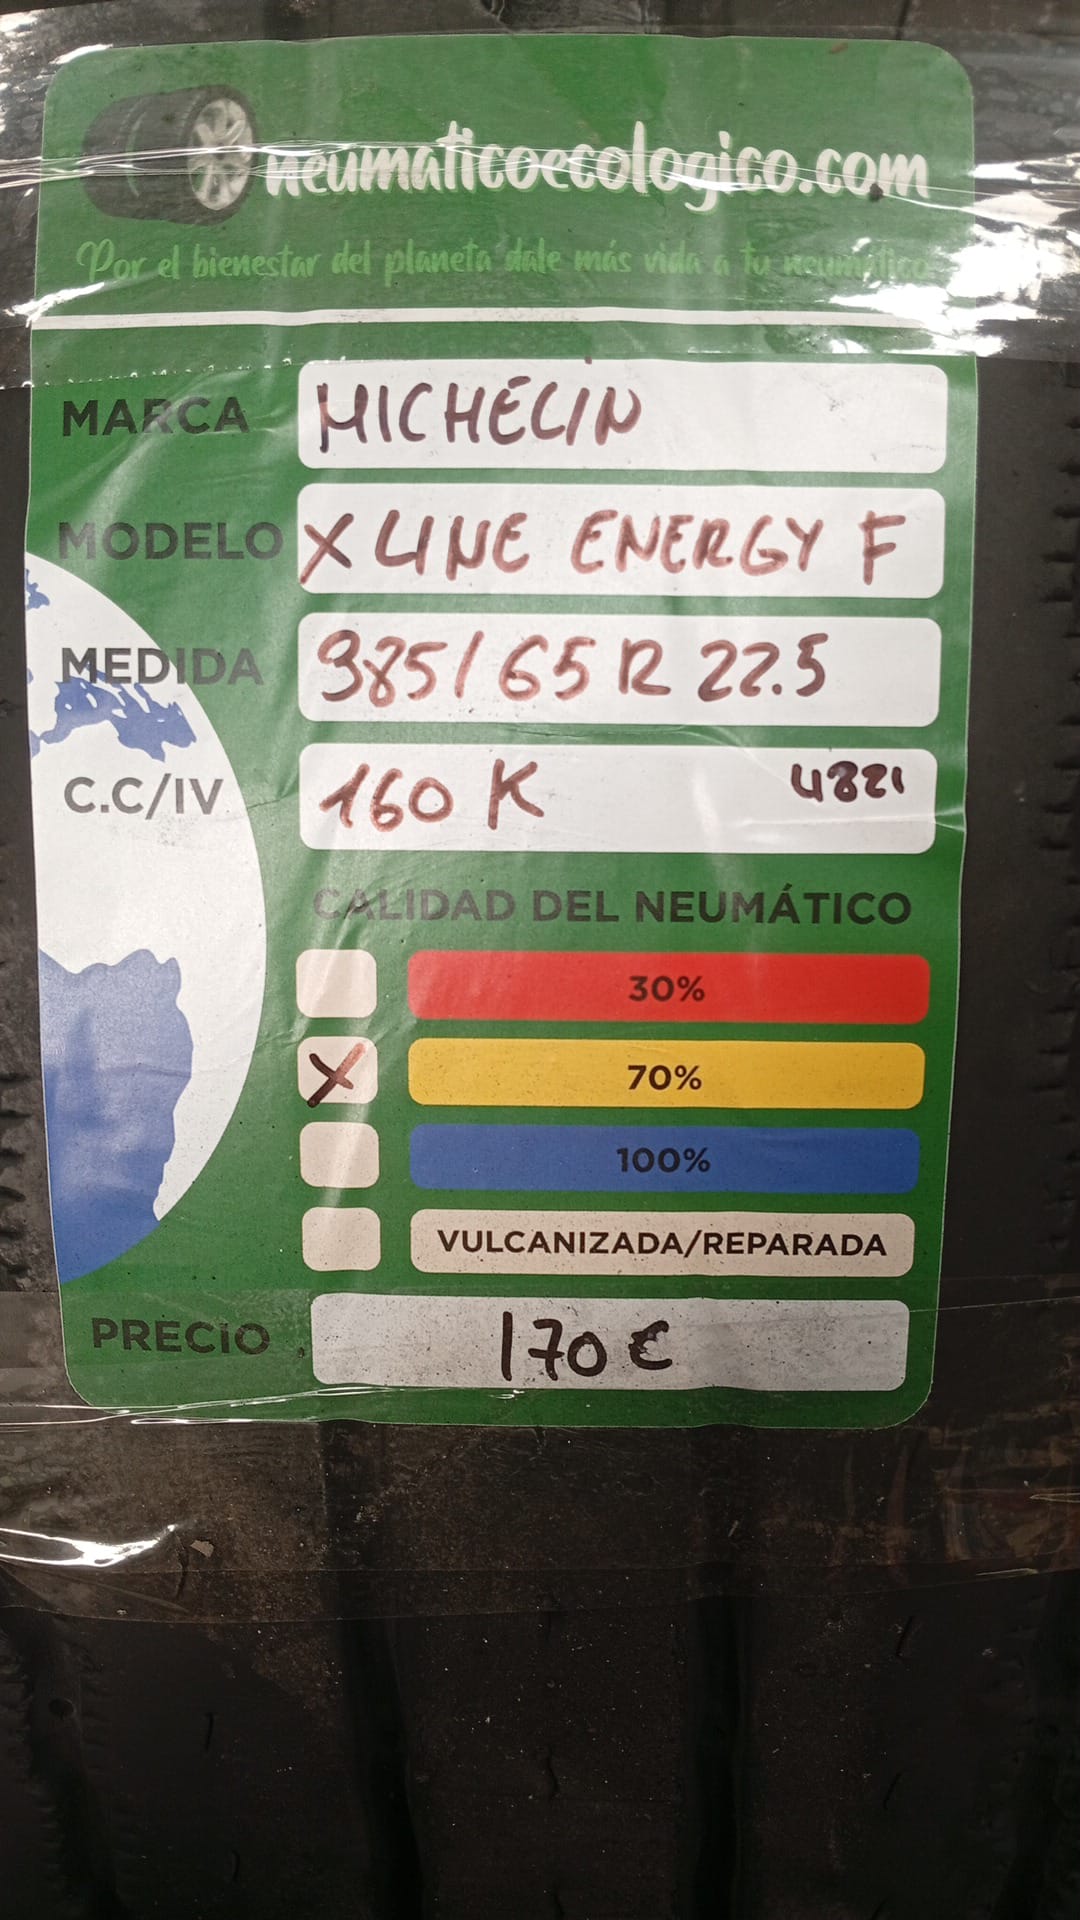 neumaticoecologico.com
Por el bienestar del planeta dale más vida a tu neumático
MARCA MICHELIN
MODELO X LINE ENERGY F
MEDIDA 385/65 R 22.5
C.C/IV 160 K 4821
CALIDAD DEL NEUMÁTICO
30%
X 70%
100%
VULCANIZADA/REPARADA
PRECIO 170€